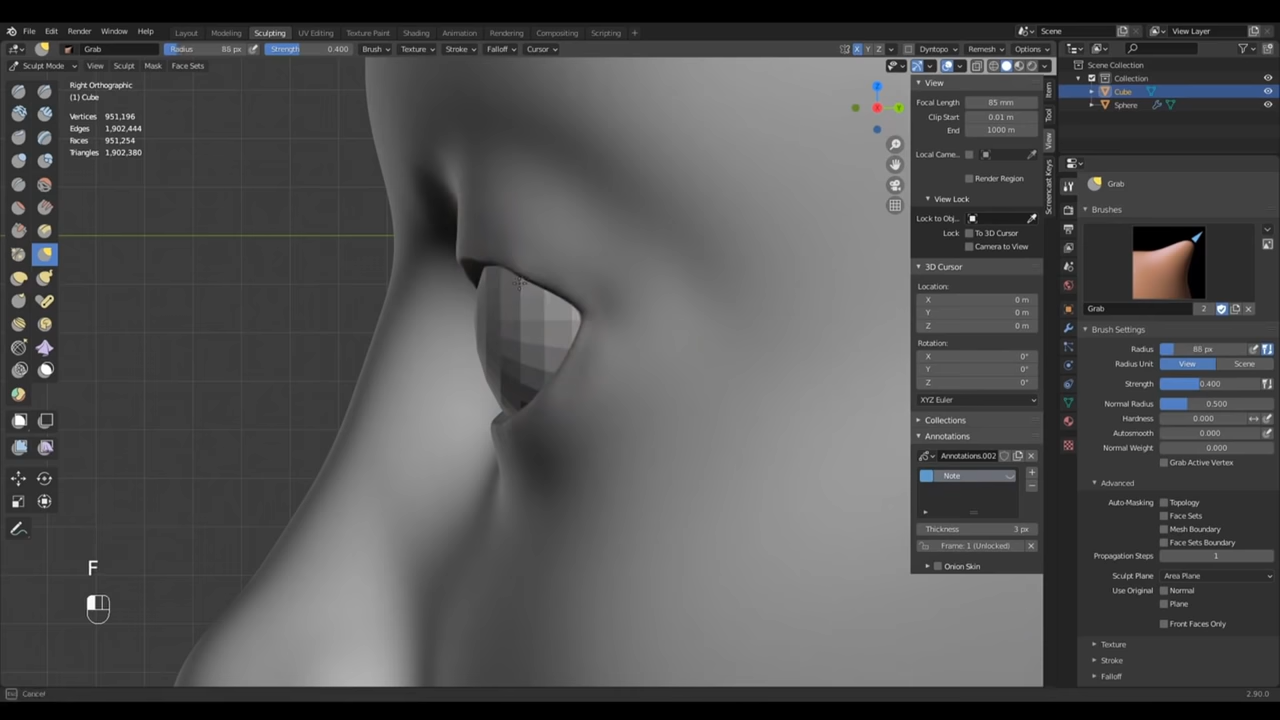 File Edit Render Window Help Layout Modeling Sculpting UV Editing Texture Paint Shading Animation Rendering Compositing Scripting + Scene View Layer
Grab Radius 88 px Strength 0.400 Brush Texture Stroke Falloff Cursor X Y Z Dyntopo Remesh Options
Sculpt Mode View Sculpt Mask Face Sets
Right Orthographic
(1) Cube
Vertices 951,196
Edges 1,902,444
Faces 951,254
Triangles 1,902,380
F
Z
Y
View
Focal Length 85 mm
Clip Start 0.01 m
End 1000 m
Local Came...
Render Region
View Lock
Lock to Obj...
Lock To 3D Cursor
Camera to View
3D Cursor
Location:
X 0 m
Y 0 m
Z 0 m
Rotation:
X 0°
Y 0°
Z 0°
XYZ Euler
Collections
Annotations
Annotations.002
Note
Thickness 3 px
Frame: 1 (Unlocked)
Onion Skin
Item
Tool
View
Screencast Keys
Scene Collection
Collection
Cube
Sphere
Grab
Brushes
Grab 2
Brush Settings
Radius 88 px
Radius Unit View Scene
Strength 0.400
Normal Radius 0.500
Hardness 0.000
Autosmooth 0.000
Normal Weight 0.000
Grab Active Vertex
Advanced
Auto-Masking Topology
Face Sets
Mesh Boundary
Face Sets Boundary
Propagation Steps 1
Sculpt Plane Area Plane
Use Original Normal
Plane
Front Faces Only
Texture
Stroke
Falloff
Cancel
2.90.0